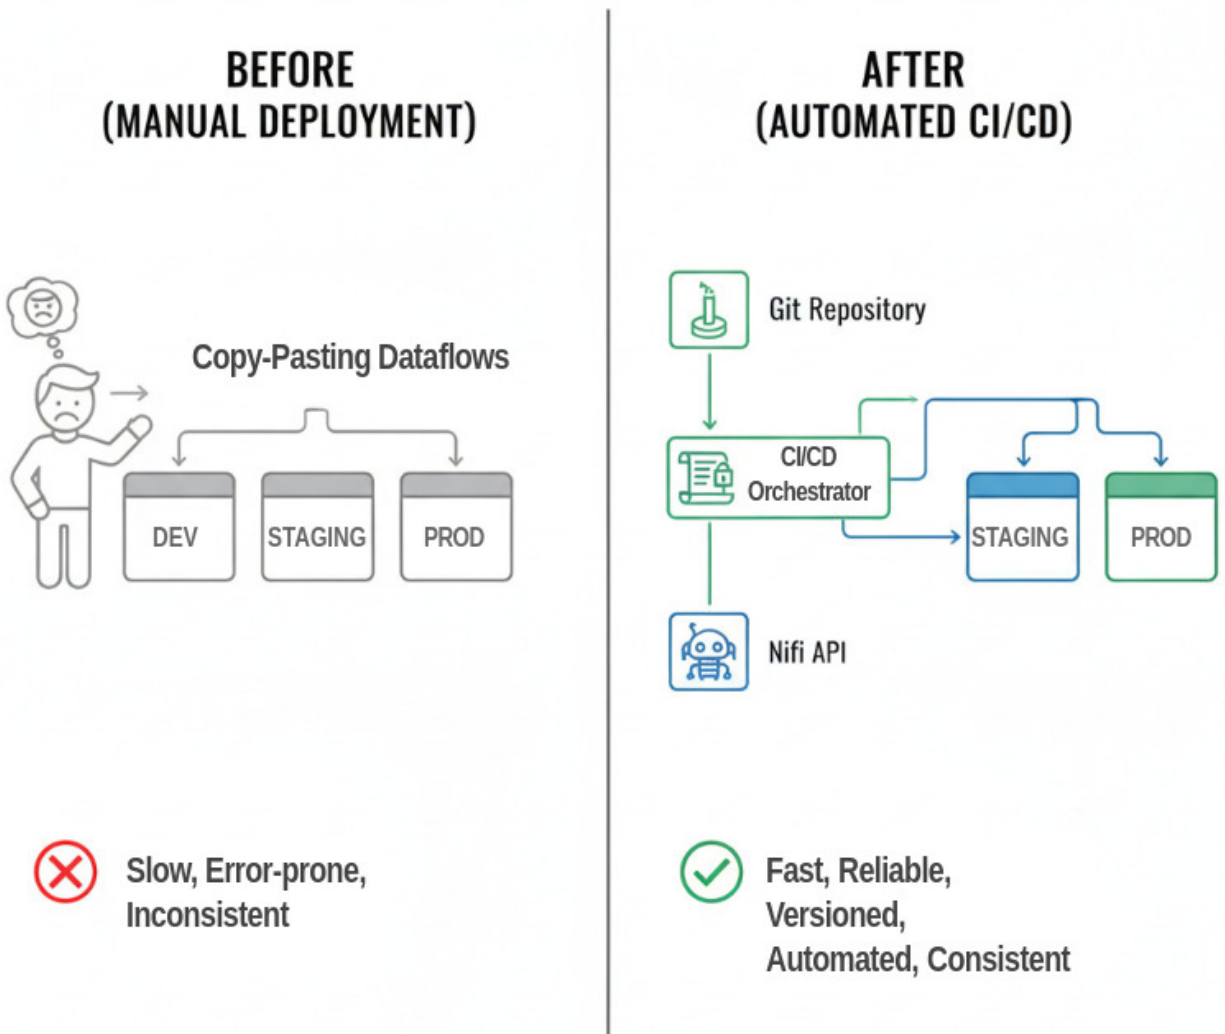 BEFORE
(MANUAL DEPLOYMENT)
Copy-Pasting Dataflows
DEV
STAGING
PROD
Slow, Error-prone,
Inconsistent
AFTER
(AUTOMATED CI/CD)
Git Repository
CI/CD
Orchestrator
STAGING
PROD
Nifi API
Fast, Reliable,
Versioned,
Automated, Consistent